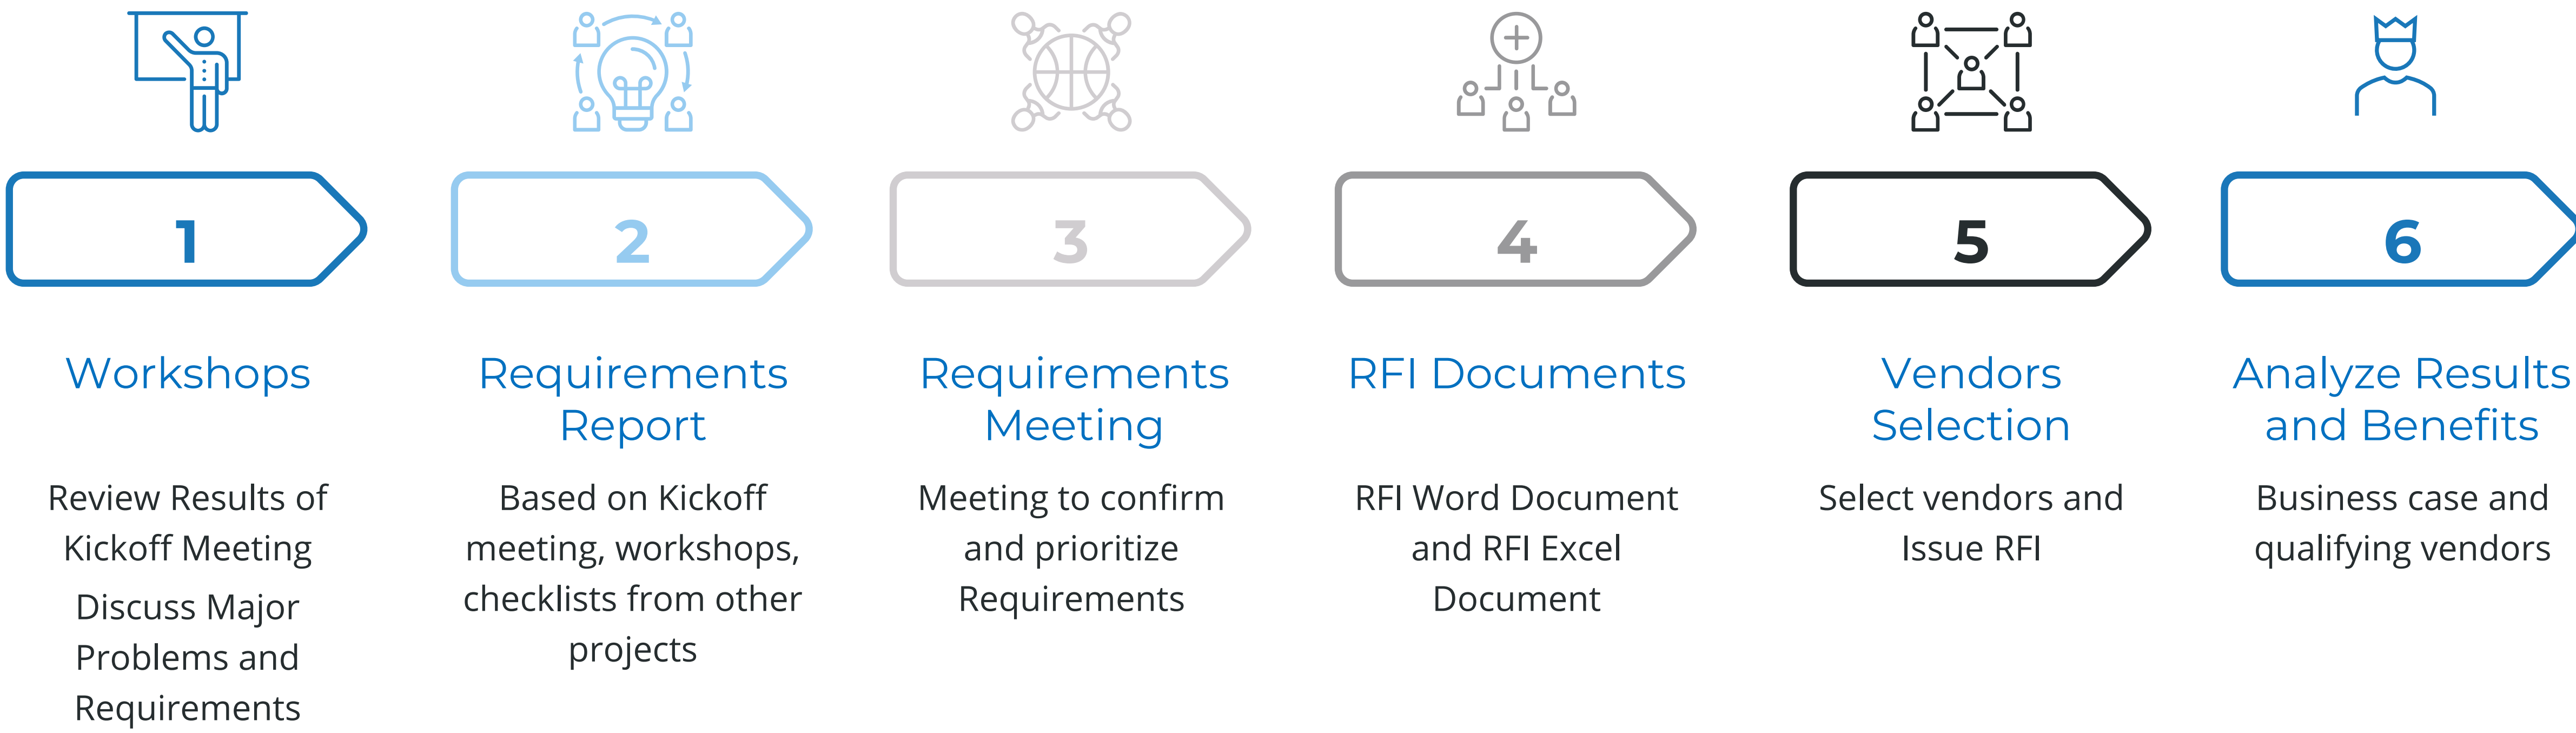 1
2
3
4
5
6
Workshops
Review Results of
Kickoff Meeting
Discuss Major
Problems and
Requirements
Requirements
Report
Based on Kickoff
meeting, workshops,
checklists from other
projects
Requirements
Meeting
Meeting to confirm
and prioritize
Requirements
RFI Documents
RFI Word Document
and RFI Excel
Document
Vendors
Selection
Select vendors and
Issue RFI
Analyze Results
and Benefits
Business case and
qualifying vendors